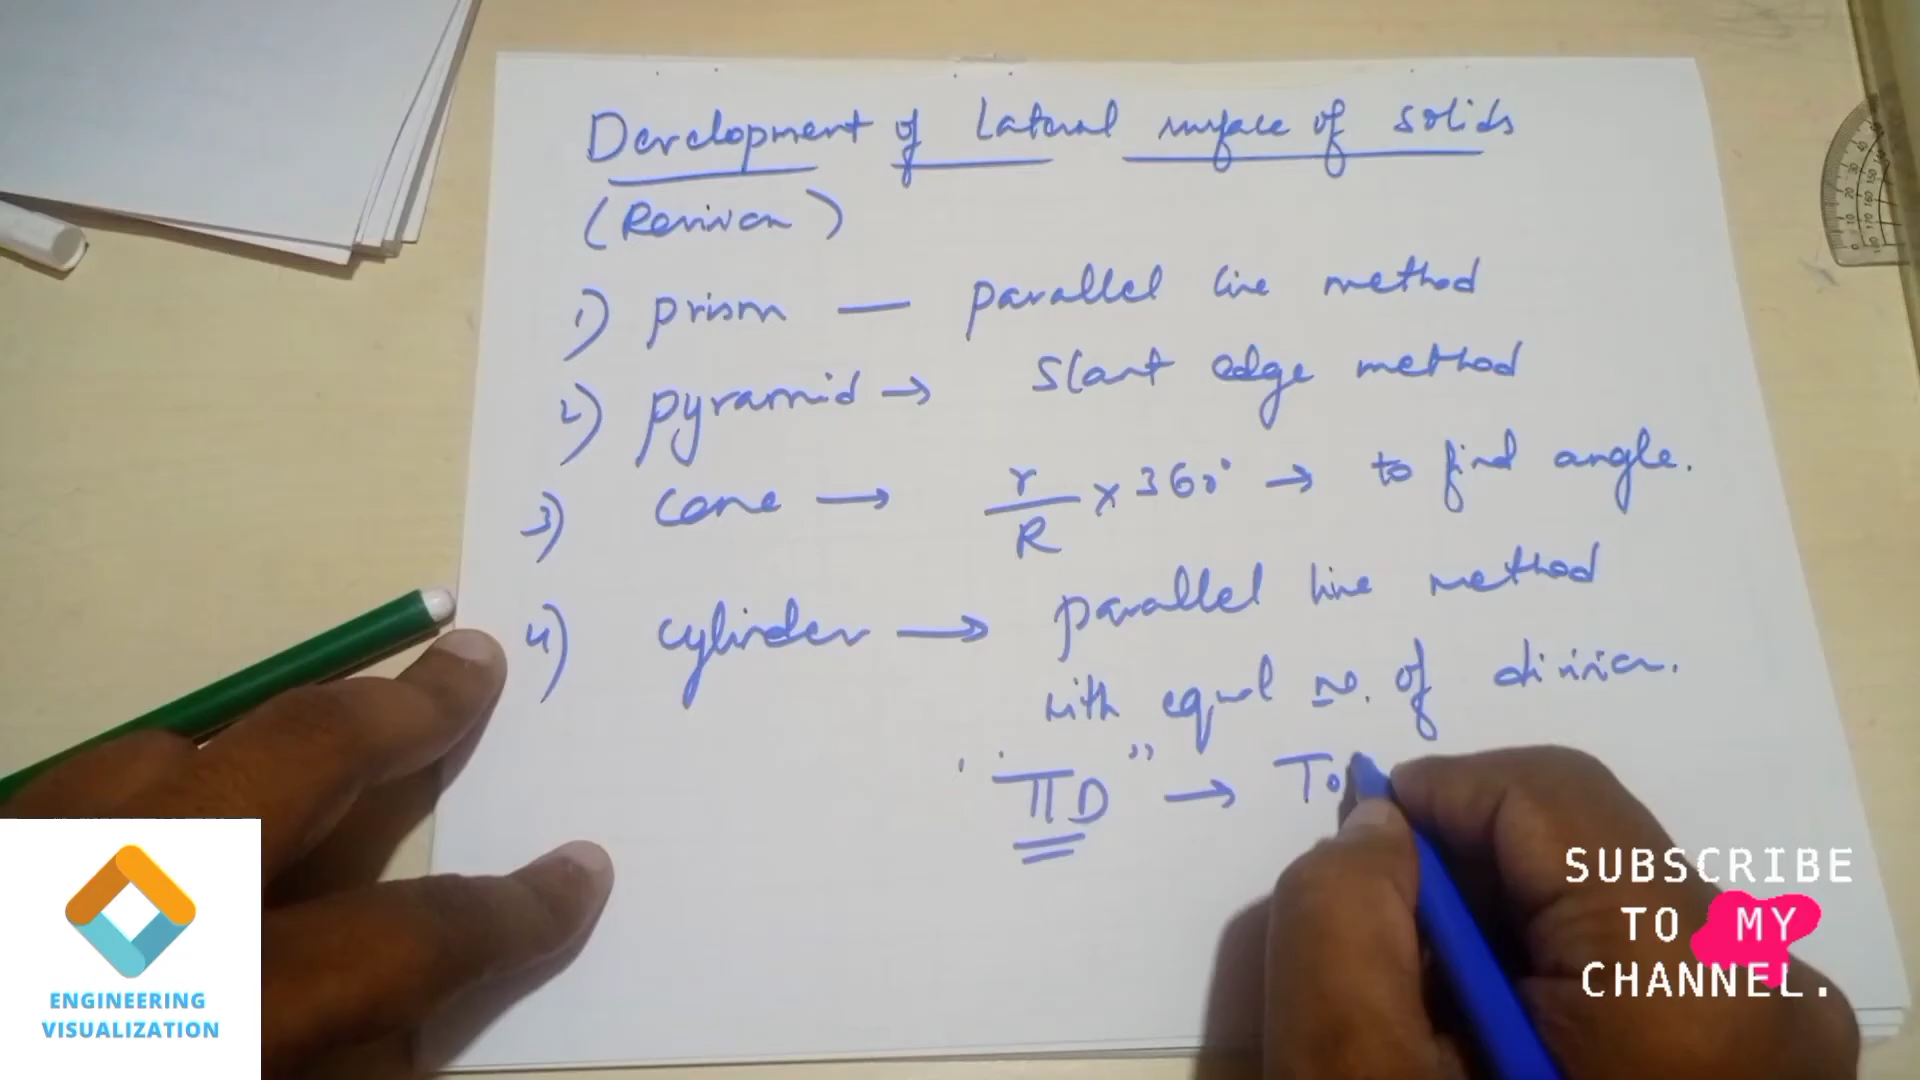 Development of Lateral surface of solids
(Revision)
1) prism — parallel line method
2) pyramid → slant edge method
3) cone → r/R × 360° → to find angle.
4) cylinder → parallel line method
with equal no. of division.
"ΠD" → To
ENGINEERING
VISUALIZATION
SUBSCRIBE
TO MY
CHANNEL.